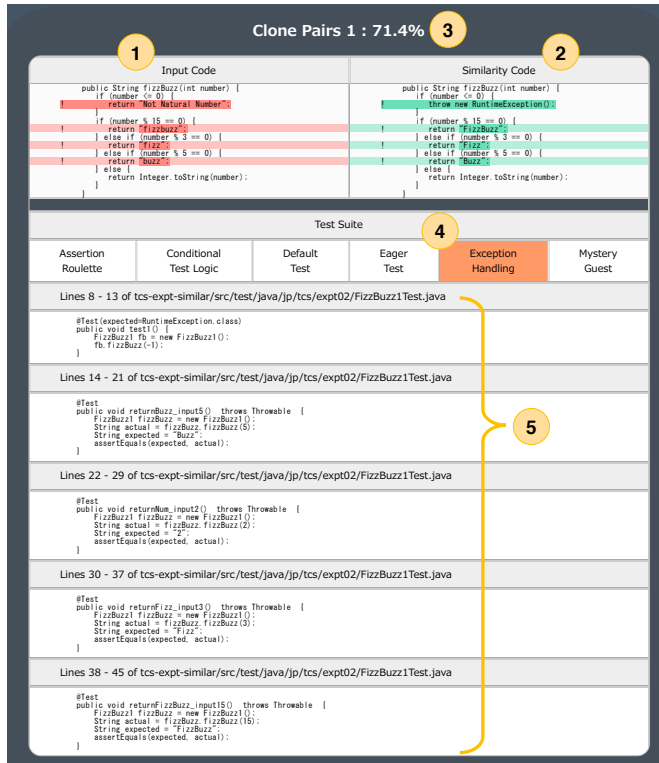 Clone Pairs 1 : 71.4%
3
1
2
Input Code
Similarity Code
public String fizzBuzz(int number) {
if (number <= 0) {
! return "Not Natural Number";
}
if (number % 15 == 0) {
! return "fizzbuzz";
} else if (number % 3 == 0) {
! return "fizz";
} else if (number % 5 == 0) {
! return "buzz";
} else {
return Integer.toString(number);
}
}
public String fizzBuzz(int number) {
if (number <= 0) {
! throw new RuntimeException();
}
if (number % 15 == 0) {
! return "FizzBuzz";
} else if (number % 3 == 0) {
! return "Fizz";
} else if (number % 5 == 0) {
! return "Buzz";
} else {
return Integer.toString(number);
}
}
Test Suite
4
Assertion
Roulette
Conditional
Test Logic
Default
Test
Eager
Test
Exception
Handling
Mystery
Guest
Lines 8 - 13 of tcs-expt-similar/src/test/java/jp/tcs/expt02/FizzBuzz1Test.java
@Test(expected=RuntimeException.class)
public void test1() {
FizzBuzz1 fb = new FizzBuzz1();
fb.fizzBuzz(-1);
}
Lines 14 - 21 of tcs-expt-similar/src/test/java/jp/tcs/expt02/FizzBuzz1Test.java
@Test
public void returnBuzz_input5() throws Throwable {
FizzBuzz1 fizzBuzz = new FizzBuzz1();
String actual = fizzBuzz.fizzBuzz(5);
String expected = "Buzz";
assertEquals(expected, actual);
}
5
Lines 22 - 29 of tcs-expt-similar/src/test/java/jp/tcs/expt02/FizzBuzz1Test.java
@Test
public void returnNum_input2() throws Throwable {
FizzBuzz1 fizzBuzz = new FizzBuzz1();
String actual = fizzBuzz.fizzBuzz(2);
String expected = "2";
assertEquals(expected, actual);
}
Lines 30 - 37 of tcs-expt-similar/src/test/java/jp/tcs/expt02/FizzBuzz1Test.java
@Test
public void returnFizz_input3() throws Throwable {
FizzBuzz1 fizzBuzz = new FizzBuzz1();
String actual = fizzBuzz.fizzBuzz(3);
String expected = "Fizz";
assertEquals(expected, actual);
}
Lines 38 - 45 of tcs-expt-similar/src/test/java/jp/tcs/expt02/FizzBuzz1Test.java
@Test
public void returnFizzBuzz_input15() throws Throwable {
FizzBuzz1 fizzBuzz = new FizzBuzz1();
String actual = fizzBuzz.fizzBuzz(15);
String expected = "FizzBuzz";
assertEquals(expected, actual);
}